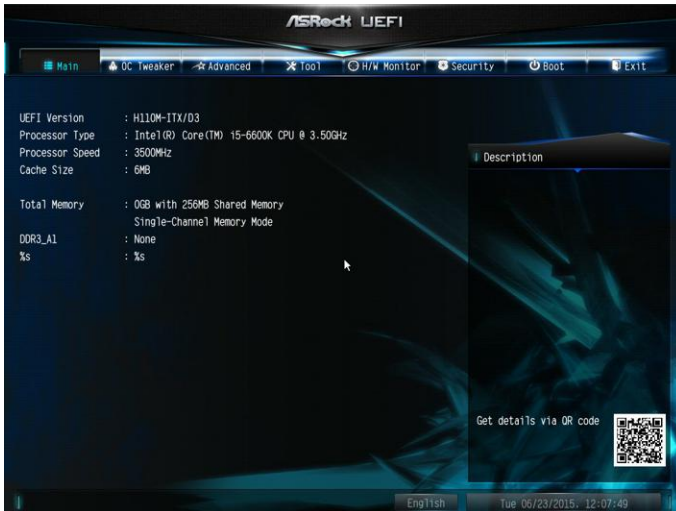 ASRock UEFI
Main OC Tweaker Advanced Tool H/W Monitor Security Boot Exit
UEFI Version : H110M-ITX/D3
Processor Type : Intel(R) Core(TM) i5-6600K CPU @ 3.50GHz
Processor Speed : 3500MHz
Cache Size : 6MB
Total Memory : 0GB with 256MB Shared Memory
Single-Channel Memory Mode
DDR3_A1 : None
%s : %s
Description
Get details via QR code
English Tue 06/23/2015. 12:07:49